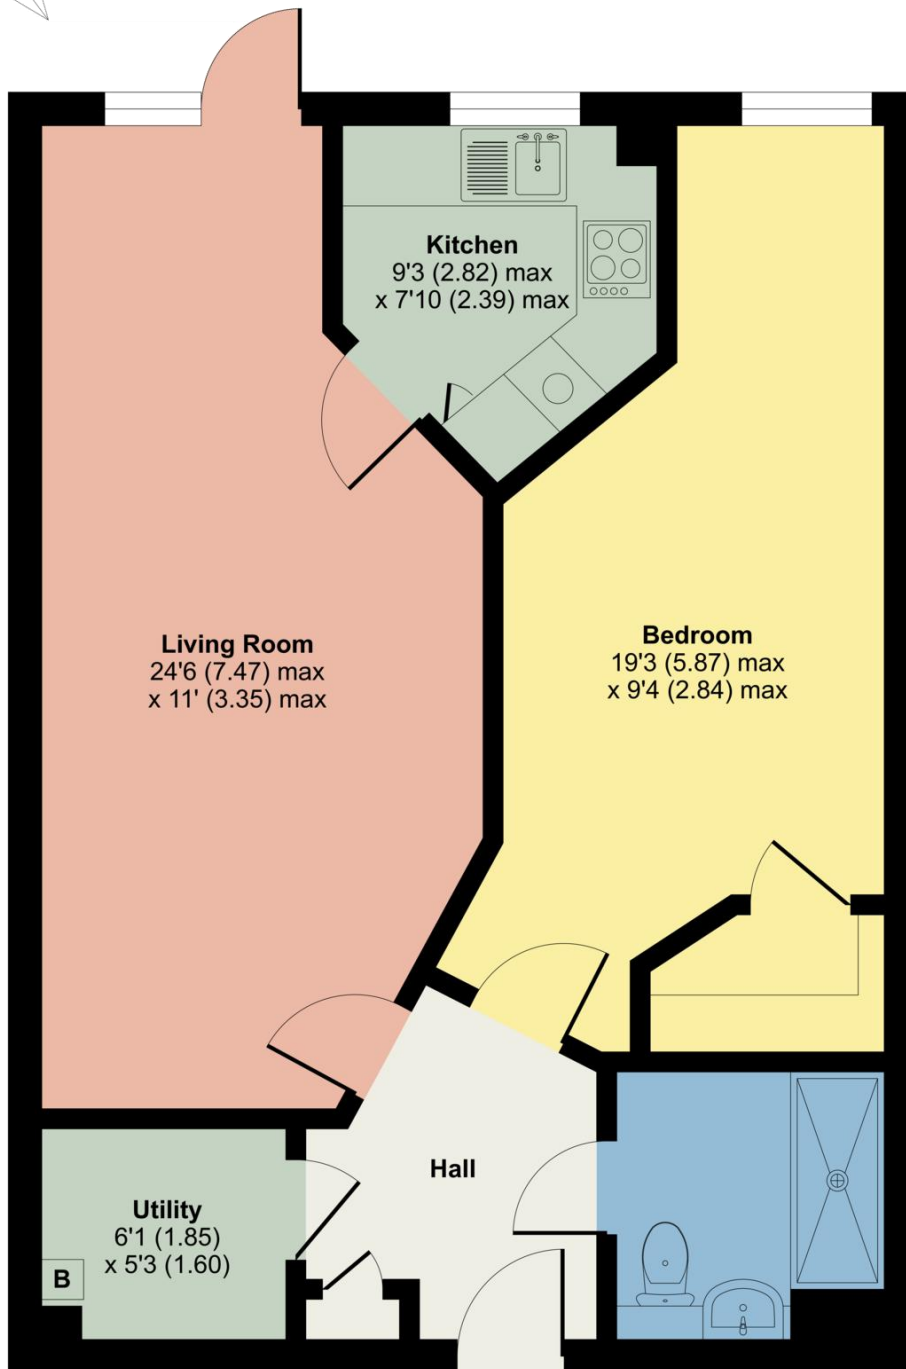 Kitchen
9'3 (2.82) max
x 7'10 (2.39) max
Living Room
24'6 (7.47) max
x 11' (3.35) max
Bedroom
19'3 (5.87) max
x 9'4 (2.84) max
Hall
Utility
6'1 (1.85)
x 5'3 (1.60)
B